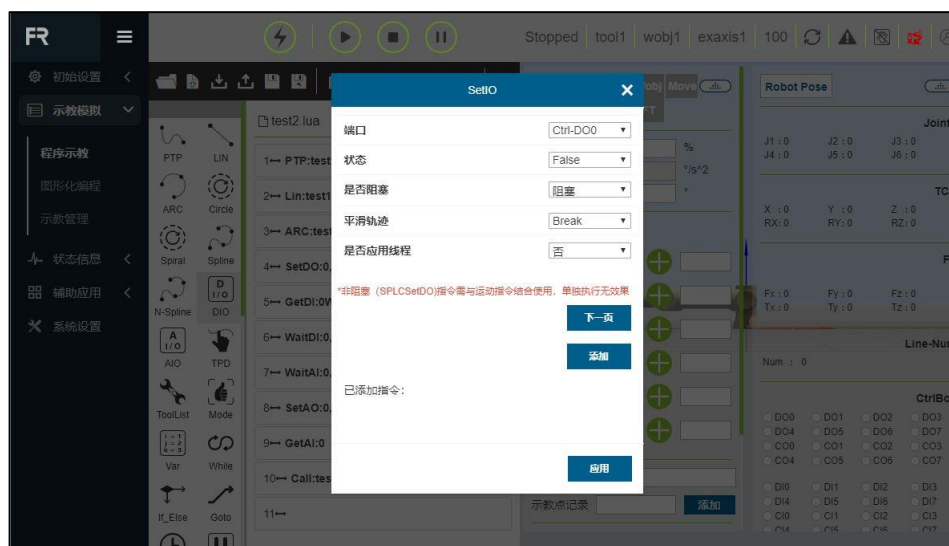 FR
Stopped tool1 wobj1 exaxis1 100
初始设置
示教模拟
程序示教
图形化编程
示教管理
状态信息
辅助应用
系统设置
PTP LIN
ARC Circle
Spiral Spline
N-Spline DIO
AIO TPD
ToolList Mode
Var While
If_Else Goto
test2.lua
1 PTP:test
2 Lin:test1
3 ARC:test
4 SetDO:0,
5 GetDI:0
6 WaitDI:0,
7 WaitAI:0,
8 SetAO:0,
9 GetAI:0
10 Call:tes
11
SetIO
端口 Ctrl-DO0
状态 False
是否阻塞 阻塞
平滑轨迹 Break
是否应用线程 否
*非阻塞（SPLCSetDO)指令需与运动指令结合使用，单独执行无效果
下一页
添加
已添加指令：
应用
obj Move
FT
%
°/s^2
°
示教点记录 添加
Robot Pose
Joint
J1 : 0 J2 : 0 J3 : 0
J4 : 0 J5 : 0 J6 : 0
TC
X : 0 Y : 0 Z : 0
RX: 0 RY: 0 RZ: 0
F
Fx : 0 Fy : 0 Fz : 0
Tx : 0 Ty : 0 Tz : 0
Line-Nu
Num : 0
CtrlBo
DO0 DO1 DO2 DO3
DO4 DO5 DO6 DO7
CO0 CO1 CO2 CO3
CO4 CO5 CO6 CO7
DI0 DI1 DI2 DI3
DI4 DI5 DI6 DI7
CI0 CI1 CI2 CI3
CI4 CI5 CI6 CI7